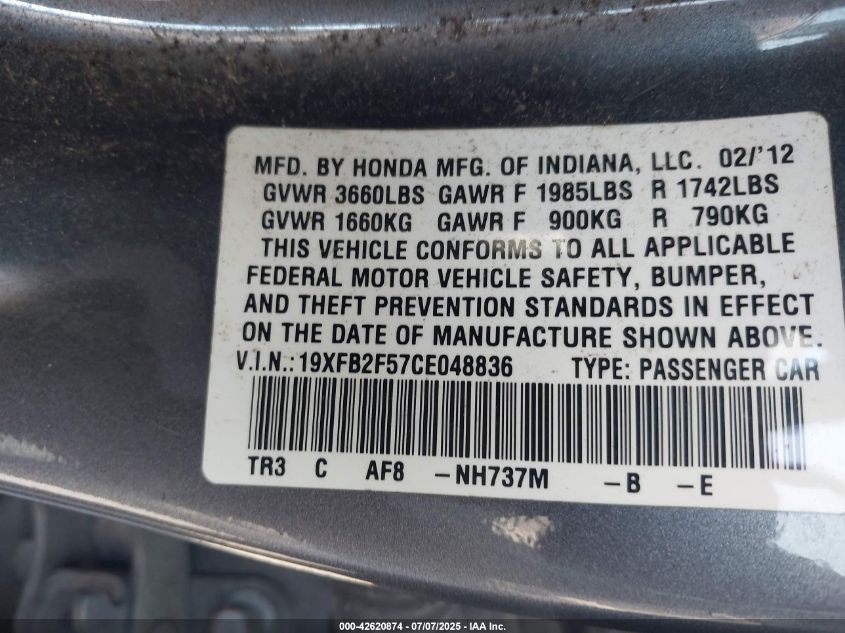 MFD. BY HONDA MFG. OF INDIANA, LLC. 02/'12
GVWR 3660LBS GAWR F 1985LBS R 1742LBS
GVWR 1660KG GAWR F 900KG R 790KG
THIS VEHICLE CONFORMS TO ALL APPLICABLE
FEDERAL MOTOR VEHICLE SAFETY, BUMPER,
AND THEFT PREVENTION STANDARDS IN EFFECT
ON THE DATE OF MANUFACTURE SHOWN ABOVE.
V.I.N.: 19XFB2F57CE048836 TYPE: PASSENGER CAR
TR3 C AF8 -NH737M -B -E
000-42620874 - 07/07/2025 - IAA Inc.